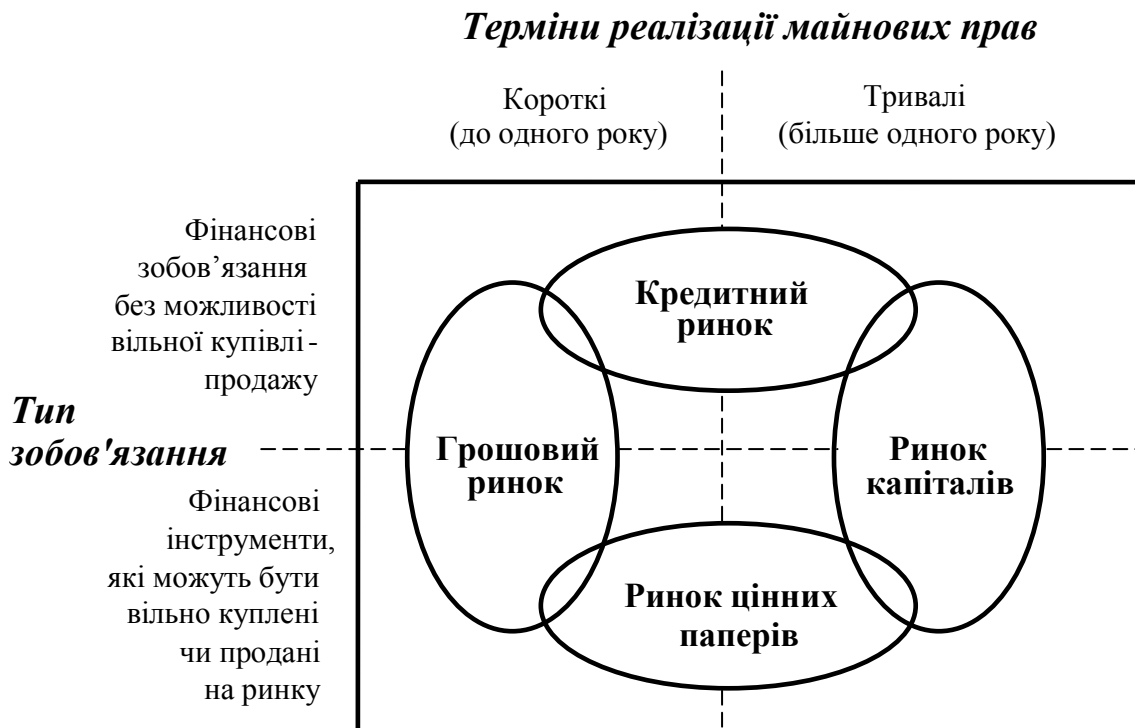 Терміни реалізації майнових прав
Короткі
(до одного року)
Тривалі
(більше одного року)
Фінансові
зобов’язання
без можливості
вільної купівлі -
продажу
Кредитний
ринок
Тип
зобов'язання
Грошовий
ринок
Ринок
капіталів
Фінансові
інструменти,
які можуть бути
вільно куплені
чи продані
на ринку
Ринок цінних
паперів